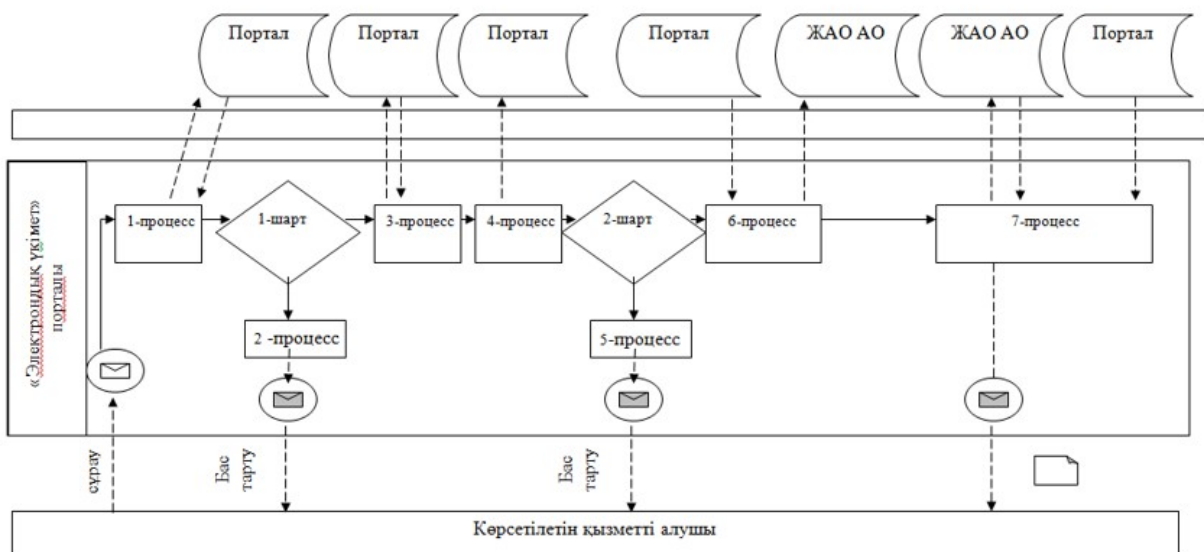 Портал
Портал
Портал
Портал
ЖАО АО
ЖАО АО
Портал
«Электрондық үкімет»
порталы
1-процесс
1-шарт
3-процесс
4-процесс
2-шарт
6-процесс
7-процесс
2 -процесс
5-процесс
сұрау
Бас
тарту
Бас
тарту
Көрсетілетін қызметті алушы